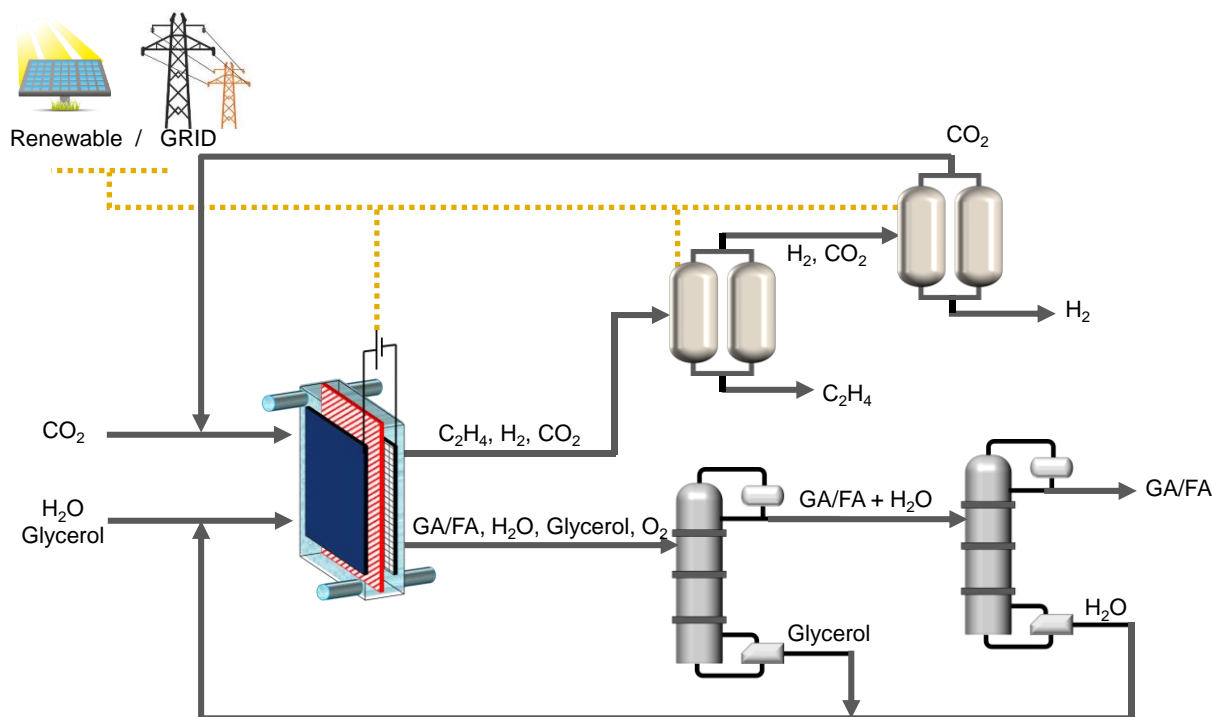 Renewable / GRID
CO₂
H₂, CO₂
H₂
C₂H₄
CO₂
C₂H₄, H₂, CO₂
H₂O
Glycerol
GA/FA, H₂O, Glycerol, O₂
GA/FA + H₂O
GA/FA
H₂O
Glycerol